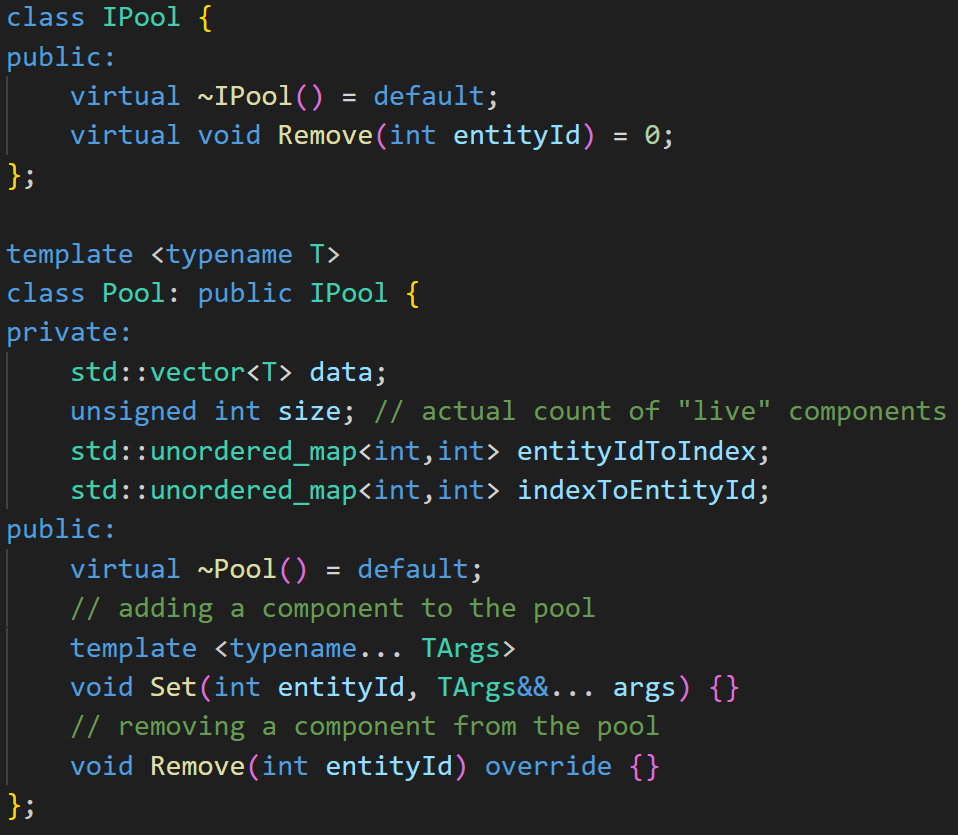 class IPool {
public:
    virtual ~IPool() = default;
    virtual void Remove(int entityId) = 0;
};

template <typename T>
class Pool: public IPool {
private:
    std::vector<T> data;
    unsigned int size; // actual count of "live" components
    std::unordered_map<int,int> entityIdToIndex;
    std::unordered_map<int,int> indexToEntityId;
public:
    virtual ~Pool() = default;
    // adding a component to the pool
    template <typename... TArgs>
    void Set(int entityId, TArgs&&... args) {}
    // removing a component from the pool
    void Remove(int entityId) override {}
};